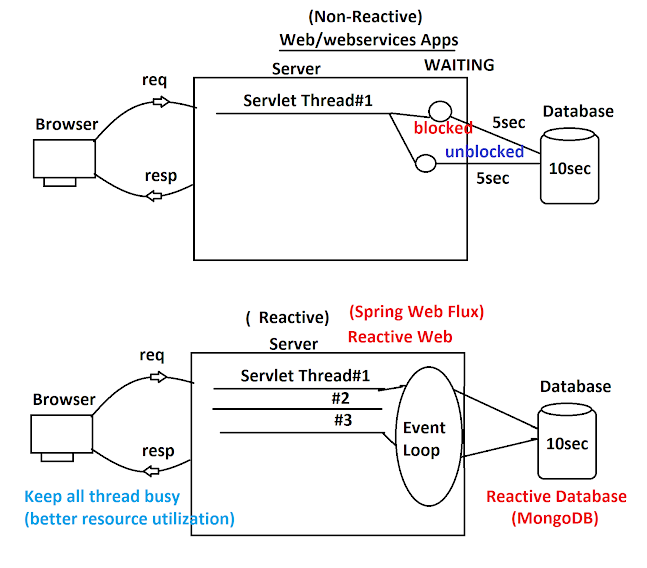 (Non-Reactive)
Web/webservices Apps
Server
WAITING
req
Servlet Thread#1
Database
Browser
blocked
5sec
unblocked
10sec
resp
5sec
( Reactive)
(Spring Web Flux)
Server
Reactive Web
req
Servlet Thread#1
Database
Browser
#2
#3
Event
Loop
10sec
resp
Keep all thread busy
(better resource utilization)
Reactive Database
(MongoDB)